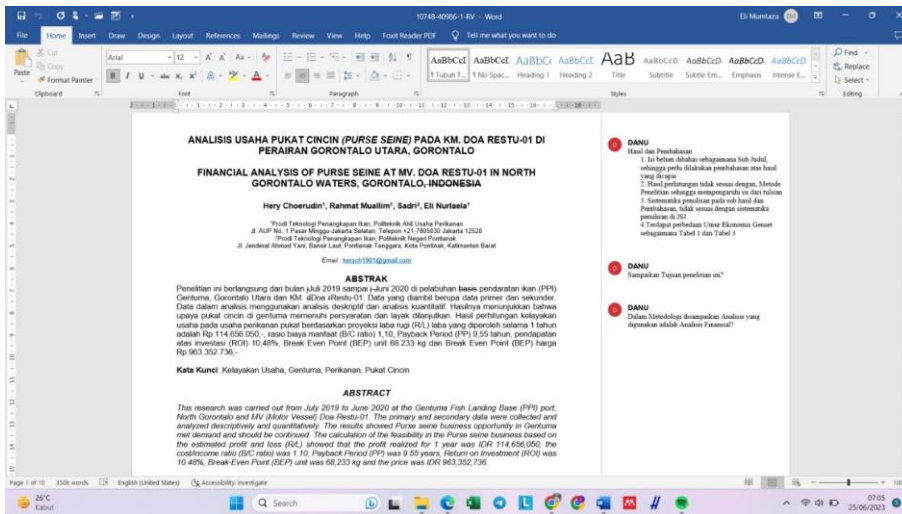 10748-40986-1-RV - Word
Eli Mumtaza
File Home Insert Draw Design Layout References Mailings Review View Help Foxit Reader PDF Tell me what you want to do
Paste
Cut
Copy
Format Painter
Clipboard
Arial 12
Font
Paragraph
AaBbCcI AaBbCcI AaBbCc AaBbCcE AaB AaBbCcD AaBbCcD AaBbCcD AaBbCcD
¶ Tubuh T... ¶ No Spac... Heading 1 Heading 2 Title Subtitle Subtle Em... Emphasis Intense E...
Styles
Find
Replace
Select
Editing
ANALISIS USAHA PUKAT CINCIN (PURSE SEINE) PADA KM. DOA RESTU-01 DI
PERAIRAN GORONTALO UTARA, GORONTALO
FINANCIAL ANALYSIS OF PURSE SEINE AT MV. DOA RESTU-01 IN NORTH
GORONTALO WATERS, GORONTALO, INDONESIA
Hery Choerudin¹, Rahmat Muallim¹, Sadri², Eli Nurlaela¹
¹Prodi Teknologi Penangkapan Ikan, Politeknik Ahli Usaha Perikanan
Jl. AUP No. 1 Pasar Minggu-Jakarta Selatan; Telepon +21-7805030 Jakarta 12520
²Prodi Teknologi Penangkapan Ikan, Politeknik Negeri Pontianak.
Jl. Jenderal Ahmad Yani, Bansir Laut, Pontianak Tenggara, Kota Pontinak, Kalimantan Barat
Email : herych1961@gmail.com
ABSTRAK
Penelitian ini berlangsung dari bulan jJuli 2019 sampai j-Juni 2020 di pelabuhan basis pendaratan ikan (PPI)
Gentuma, Gorontalo Utara dan KM. dDoa rRestu-01. Data yang diambil berupa data primer dan sekunder.
Data dalam analisis menggunakan analisis deskriptif dan analisis kuantitatif. Hasilnya menunjukkan bahwa
upaya pukat cincin di gentuma memenuhi persyaratan dan layak dilanjutkan. Hasil perhitungan kelayakan
usaha pada usaha perikanan pukat berdasarkan proyeksi laba rugi (R/L) laba yang diperoleh selama 1 tahun
adalah Rp 114.656.050,-, rasio biaya manfaat (B/C ratio) 1,10, Payback Period (PP) 9,55 tahun, pendapatan
atas investasi (ROI) 10,48%, Break Even Point (BEP) unit 68.233 kg dan Break Even Point (BEP) harga
Rp 963.352.736,-
Kata Kunci: Kelayakan Usaha, Gentuma, Perikanan, Pukat Cincin
ABSTRACT
This research was carried out from July 2019 to June 2020 at the Gentuma Fish Landing Base (PPI) port,
North Gorontalo and MV (Motor Vessel) Doa Restu-01. The primary and secondary data were collected and
analyzed descriptively and quantitatively. The results showed Purse seine business opportunity in Gentuma
met demand and should be continued. The calculation of the feasibility in the Purse seine business based on
the estimated profit and loss (R/L) showed that the profit realized for 1 year was IDR 114,656,050, the
cost/income ratio (B/C ratio) was 1.10, Payback Period (PP) was 9.55 years, Return on Investment (ROI) was
10.48%, Break-Even Point (BEP) unit was 68,233 kg and the price was IDR 963,352,736.
DANU
Hasil dan Pembahasan
1. Isi belum dibahas sebagaimana Sub Judul,
sehingga perlu dilakukan pembahasan atas hasil
yang dicapai
2. Hasil perhitungan tidak sesuai dengan, Metode
Penelitian sehingga mempengaruhi isi dari tulisan
3. Sistematika penulisan pada sub hasil dan
Pembahasan, tidak sesuai dengan sistematika
penulisan di JSJ
4.Terdapat perbedaan Umur Ekonomis Genset
sebagaimana Tabel 1 dan Tabel 3
DANU
Sampaikan Tujuan penelitian ini?
DANU
Dalam Metodologi disampaikan Analisis yang
digunakan adalah Analisis Finansial?
Page 1 of 10 3500 words English (United States) Accessibility: Investigate
26°C
Kabut
Search
07:05
25/06/2023